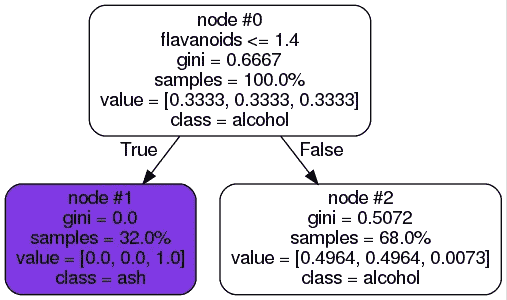 node #0
flavanoids <= 1.4
gini = 0.6667
samples = 100.0%
value = [0.3333, 0.3333, 0.3333]
class = alcohol
True
False
node #1
gini = 0.0
samples = 32.0%
value = [0.0, 0.0, 1.0]
class = ash
node #2
gini = 0.5072
samples = 68.0%
value = [0.4964, 0.4964, 0.0073]
class = alcohol